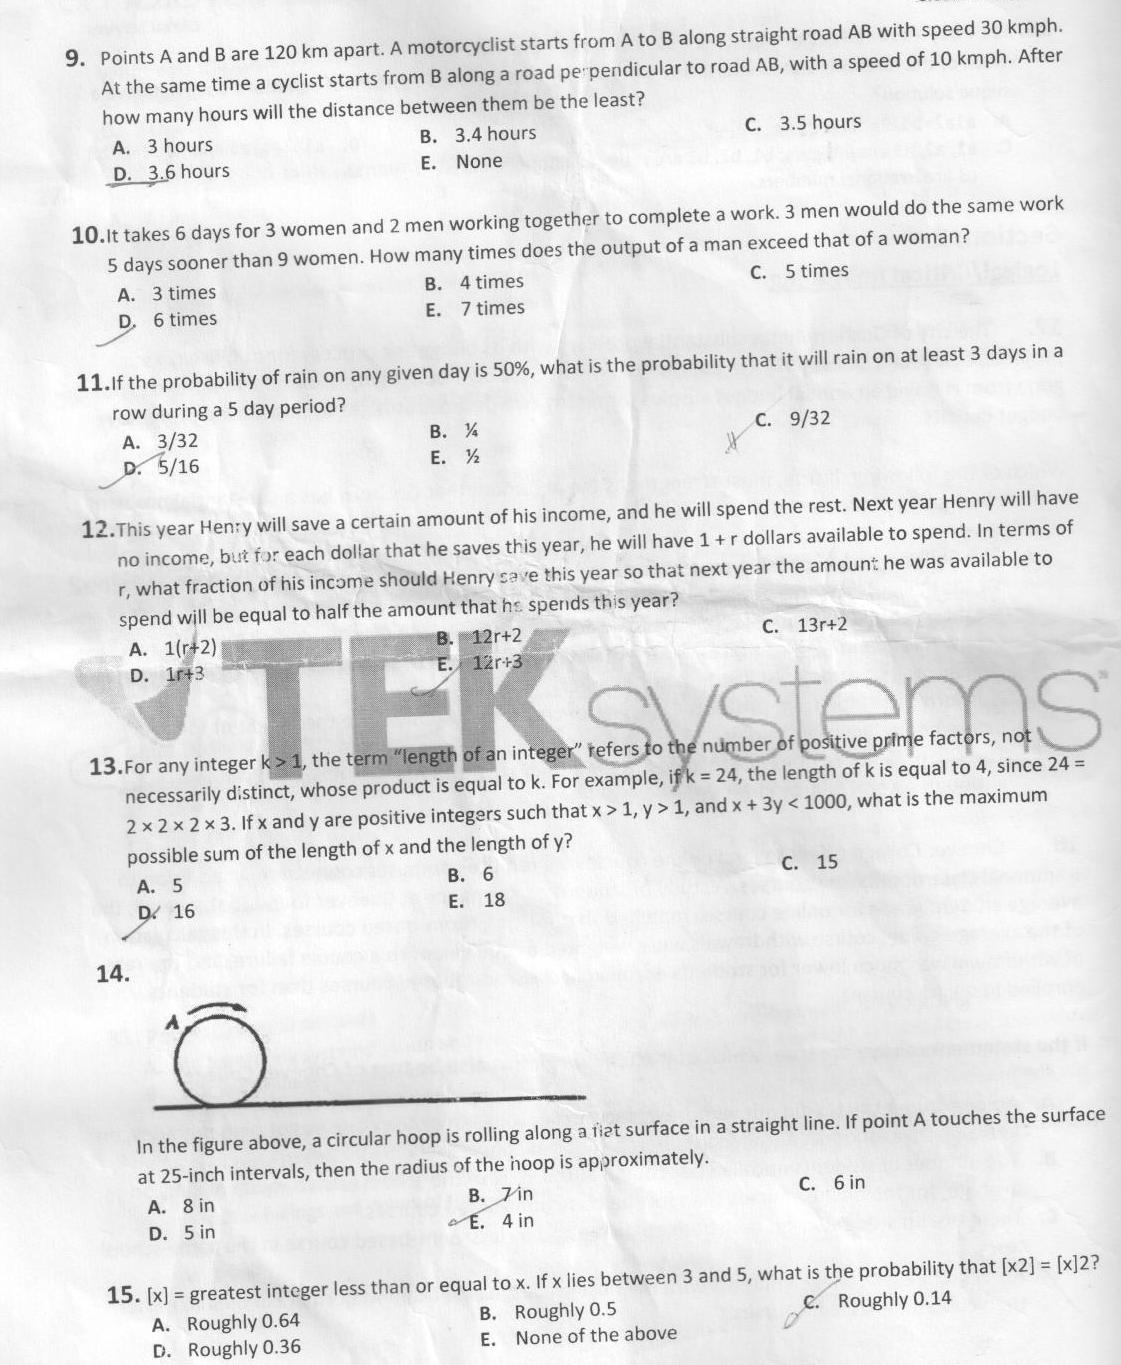 9. Points A and B are 120 km apart. A motorcyclist starts from A to B along straight road AB with speed 30 kmph.
At the same time a cyclist starts from B along a road perpendicular to road AB, with a speed of 10 kmph. After
how many hours will the distance between them be the least?
A. 3 hours B. 3.4 hours C. 3.5 hours
D. 3.6 hours E. None
10. It takes 6 days for 3 women and 2 men working together to complete a work. 3 men would do the same work
5 days sooner than 9 women. How many times does the output of a man exceed that of a woman?
A. 3 times B. 4 times C. 5 times
D. 6 times E. 7 times
11. If the probability of rain on any given day is 50%, what is the probability that it will rain on at least 3 days in a
row during a 5 day period?
A. 3/32 B. ¼ C. 9/32
D. 5/16 E. ½
12. This year Henry will save a certain amount of his income, and he will spend the rest. Next year Henry will have
no income, but for each dollar that he saves this year, he will have 1 + r dollars available to spend. In terms of
r, what fraction of his income should Henry save this year so that next year the amount he was available to
spend will be equal to half the amount that he spends this year?
A. 1(r+2) B. 12r+2 C. 13r+2
D. 1r+3 E. 12r+3
TEKsystems
13. For any integer k > 1, the term “length of an integer” refers to the number of positive prime factors, not
necessarily distinct, whose product is equal to k. For example, if k = 24, the length of k is equal to 4, since 24 =
2 × 2 × 2 × 3. If x and y are positive integers such that x > 1, y > 1, and x + 3y < 1000, what is the maximum
possible sum of the length of x and the length of y?
A. 5 B. 6 C. 15
D. 16 E. 18
14.
A
In the figure above, a circular hoop is rolling along a flat surface in a straight line. If point A touches the surface
at 25-inch intervals, then the radius of the hoop is approximately.
A. 8 in B. 7 in C. 6 in
D. 5 in E. 4 in
15. [x] = greatest integer less than or equal to x. If x lies between 3 and 5, what is the probability that [x2] = [x]2?
A. Roughly 0.64 B. Roughly 0.5 C. Roughly 0.14
D. Roughly 0.36 E. None of the above